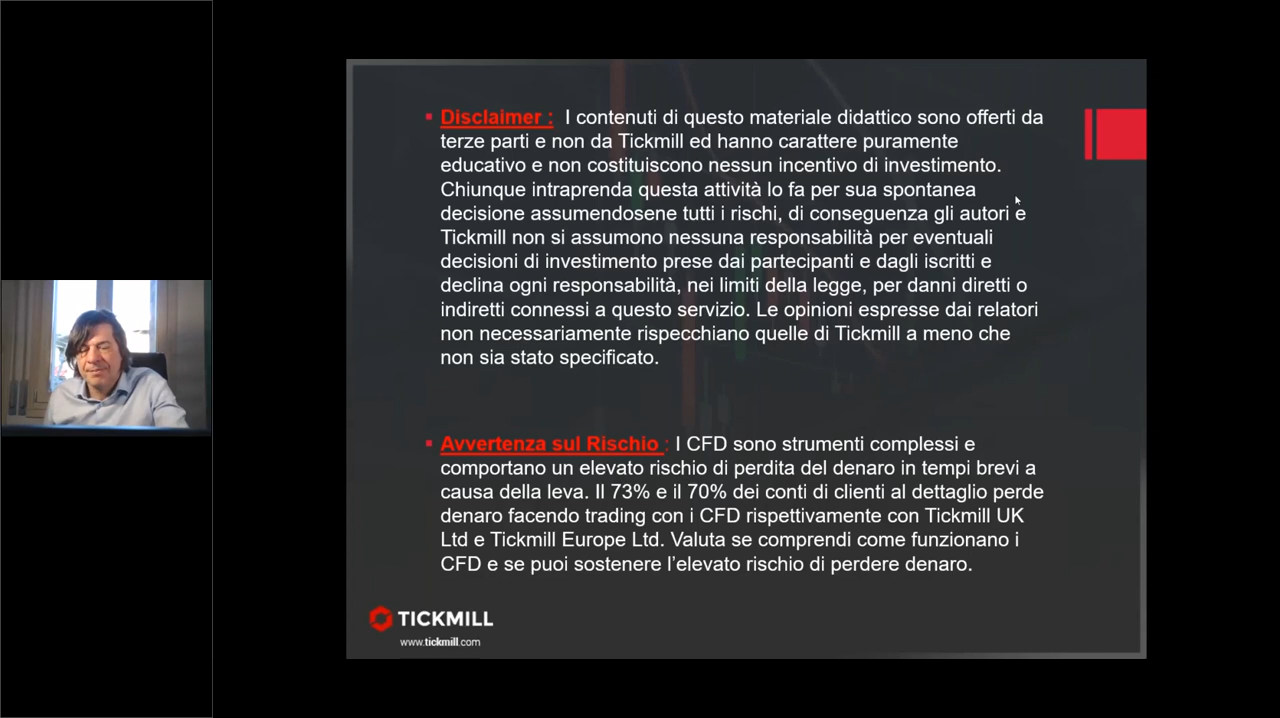 Disclaimer : I contenuti di questo materiale didattico sono offerti da
terze parti e non da Tickmill ed hanno carattere puramente
educativo e non costituiscono nessun incentivo di investimento.
Chiunque intraprenda questa attività lo fa per sua spontanea
decisione assumendosene tutti i rischi, di conseguenza gli autori e
Tickmill non si assumono nessuna responsabilità per eventuali
decisioni di investimento prese dai partecipanti e dagli iscritti e
declina ogni responsabilità, nei limiti della legge, per danni diretti o
indiretti connessi a questo servizio. Le opinioni espresse dai relatori
non necessariamente rispecchiano quelle di Tickmill a meno che
non sia stato specificato.
Avvertenza sul Rischio : I CFD sono strumenti complessi e
comportano un elevato rischio di perdita del denaro in tempi brevi a
causa della leva. Il 73% e il 70% dei conti di clienti al dettaglio perde
denaro facendo trading con i CFD rispettivamente con Tickmill UK
Ltd e Tickmill Europe Ltd. Valuta se comprendi come funzionano i
CFD e se puoi sostenere l'elevato rischio di perdere denaro.
TICKMILL
www.tickmill.com